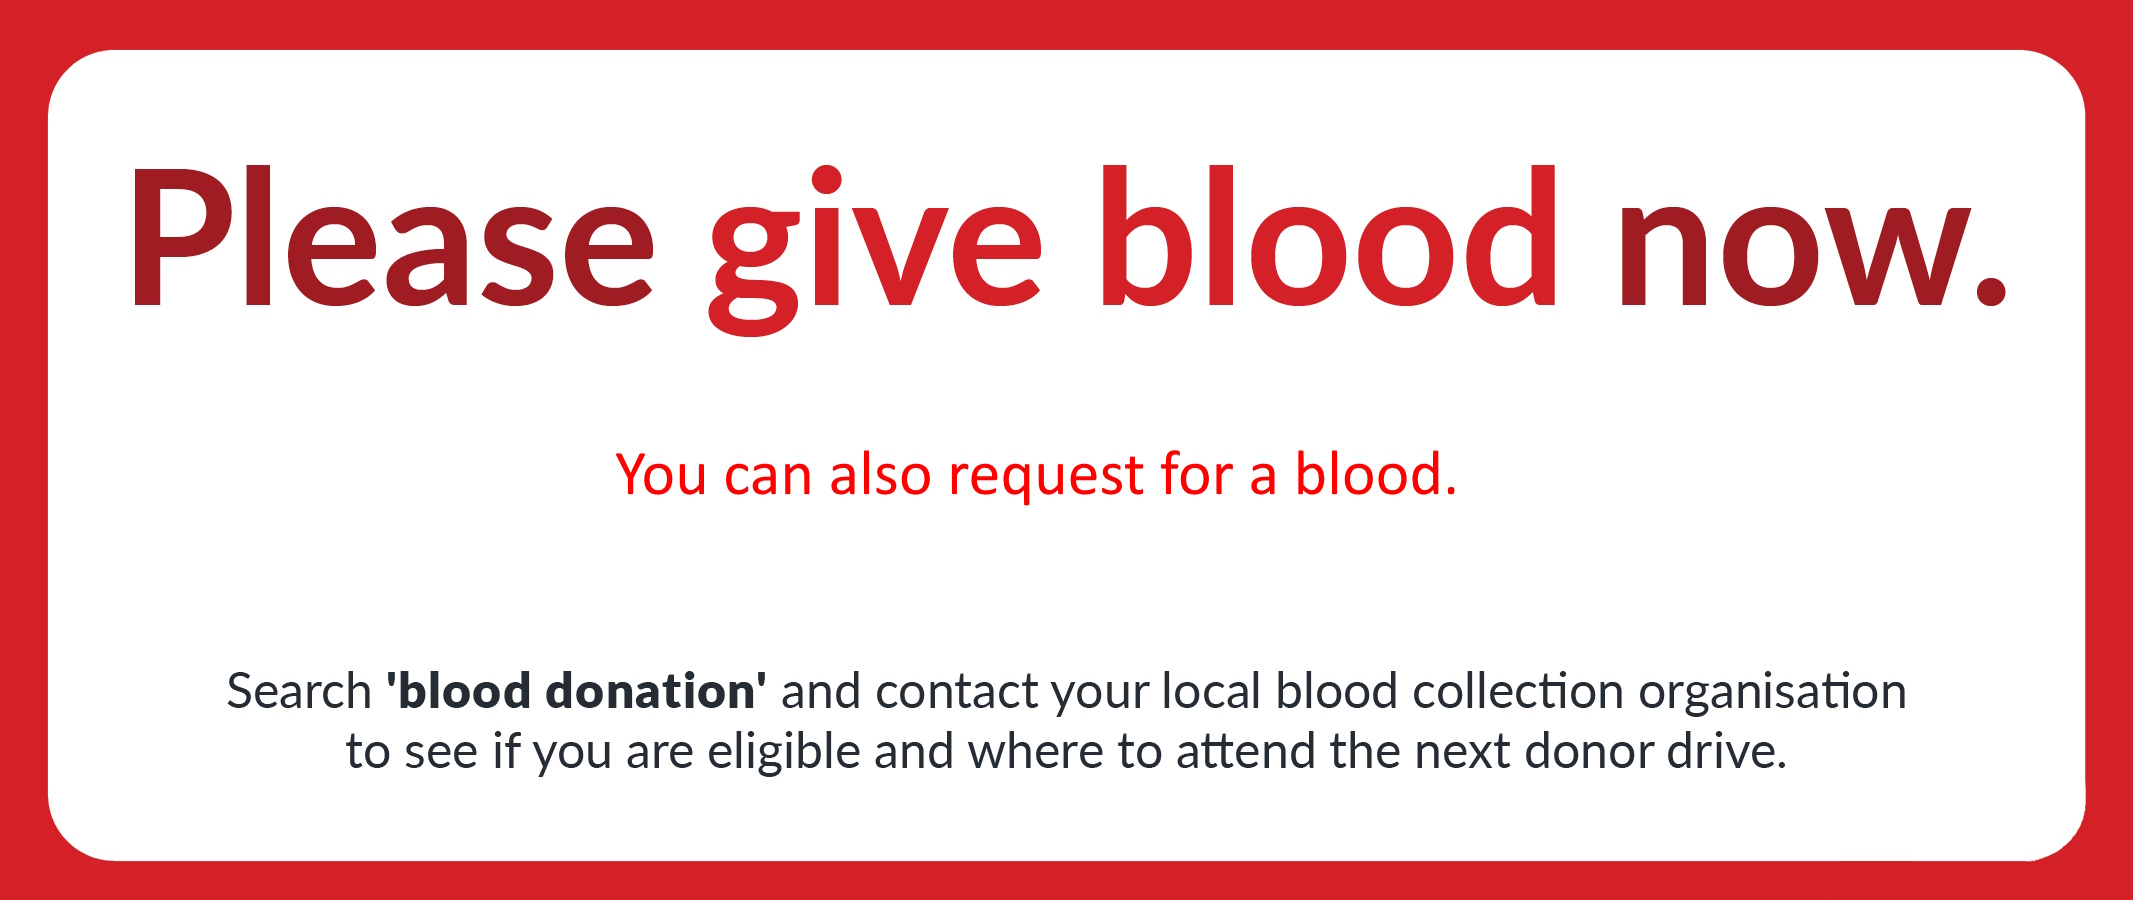 Please give blood now.
You can also request for a blood.
Search 'blood donation' and contact your local blood collection organisation
to see if you are eligible and where to attend the next donor drive.